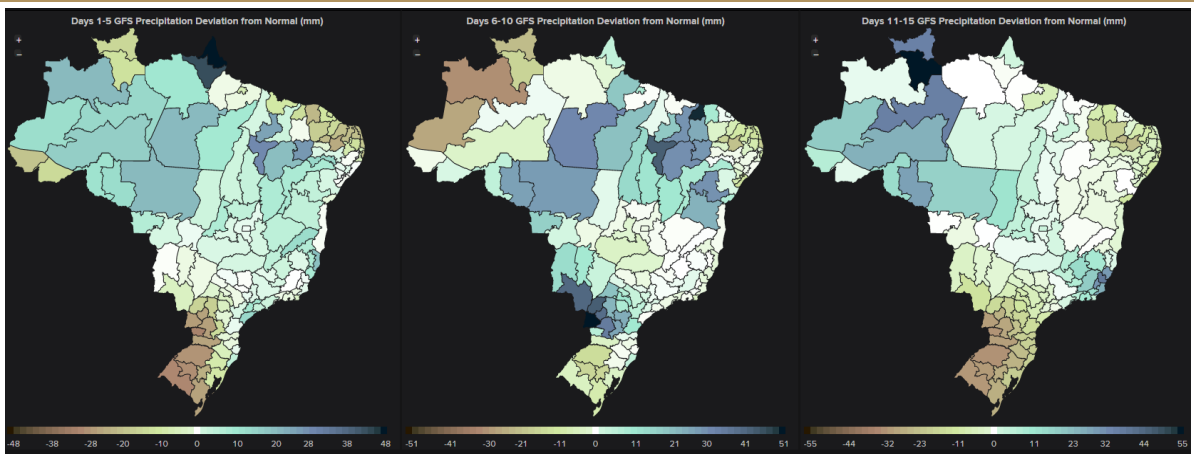 Days 1-5 GFS Precipitation Deviation from Normal (mm)
+
−
-48 -38 -28 -20 -10 0 10 20 28 38 48
Days 6-10 GFS Precipitation Deviation from Normal (mm)
+
−
-51 -41 -30 -21 -11 0 11 21 30 41 51
Days 11-15 GFS Precipitation Deviation from Normal (mm)
+
−
-55 -44 -32 -23 -11 0 11 23 32 44 55